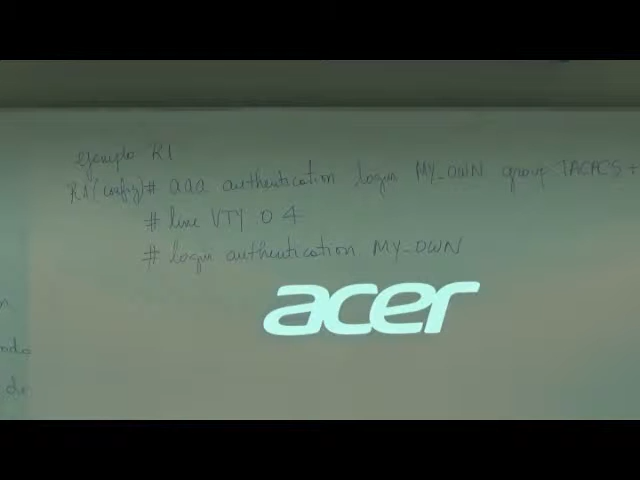 ejemplo R1
R1(config)# aaa authentication login MY_OWN group TACACS +
# line VTY 0 4
# login authentication MY_OWN
acer